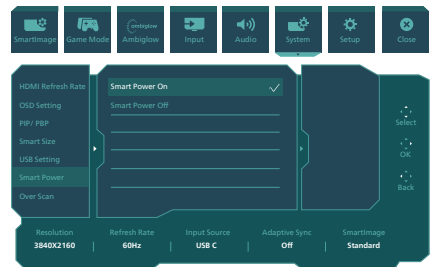 SmartImage
Game Mode
ambiglow
Ambiglow
Input
Audio
System
Setup
Close
HDMI Refresh Rate
OSD Setting
PIP/ PBP
Smart Size
USB Setting
Smart Power
Over Scan
Smart Power On
Smart Power Off
Select
OK
Back
Resolution
Refresh Rate
Input Source
Adaptive Sync
SmartImage
3840X2160
60Hz
USB C
Off
Standard